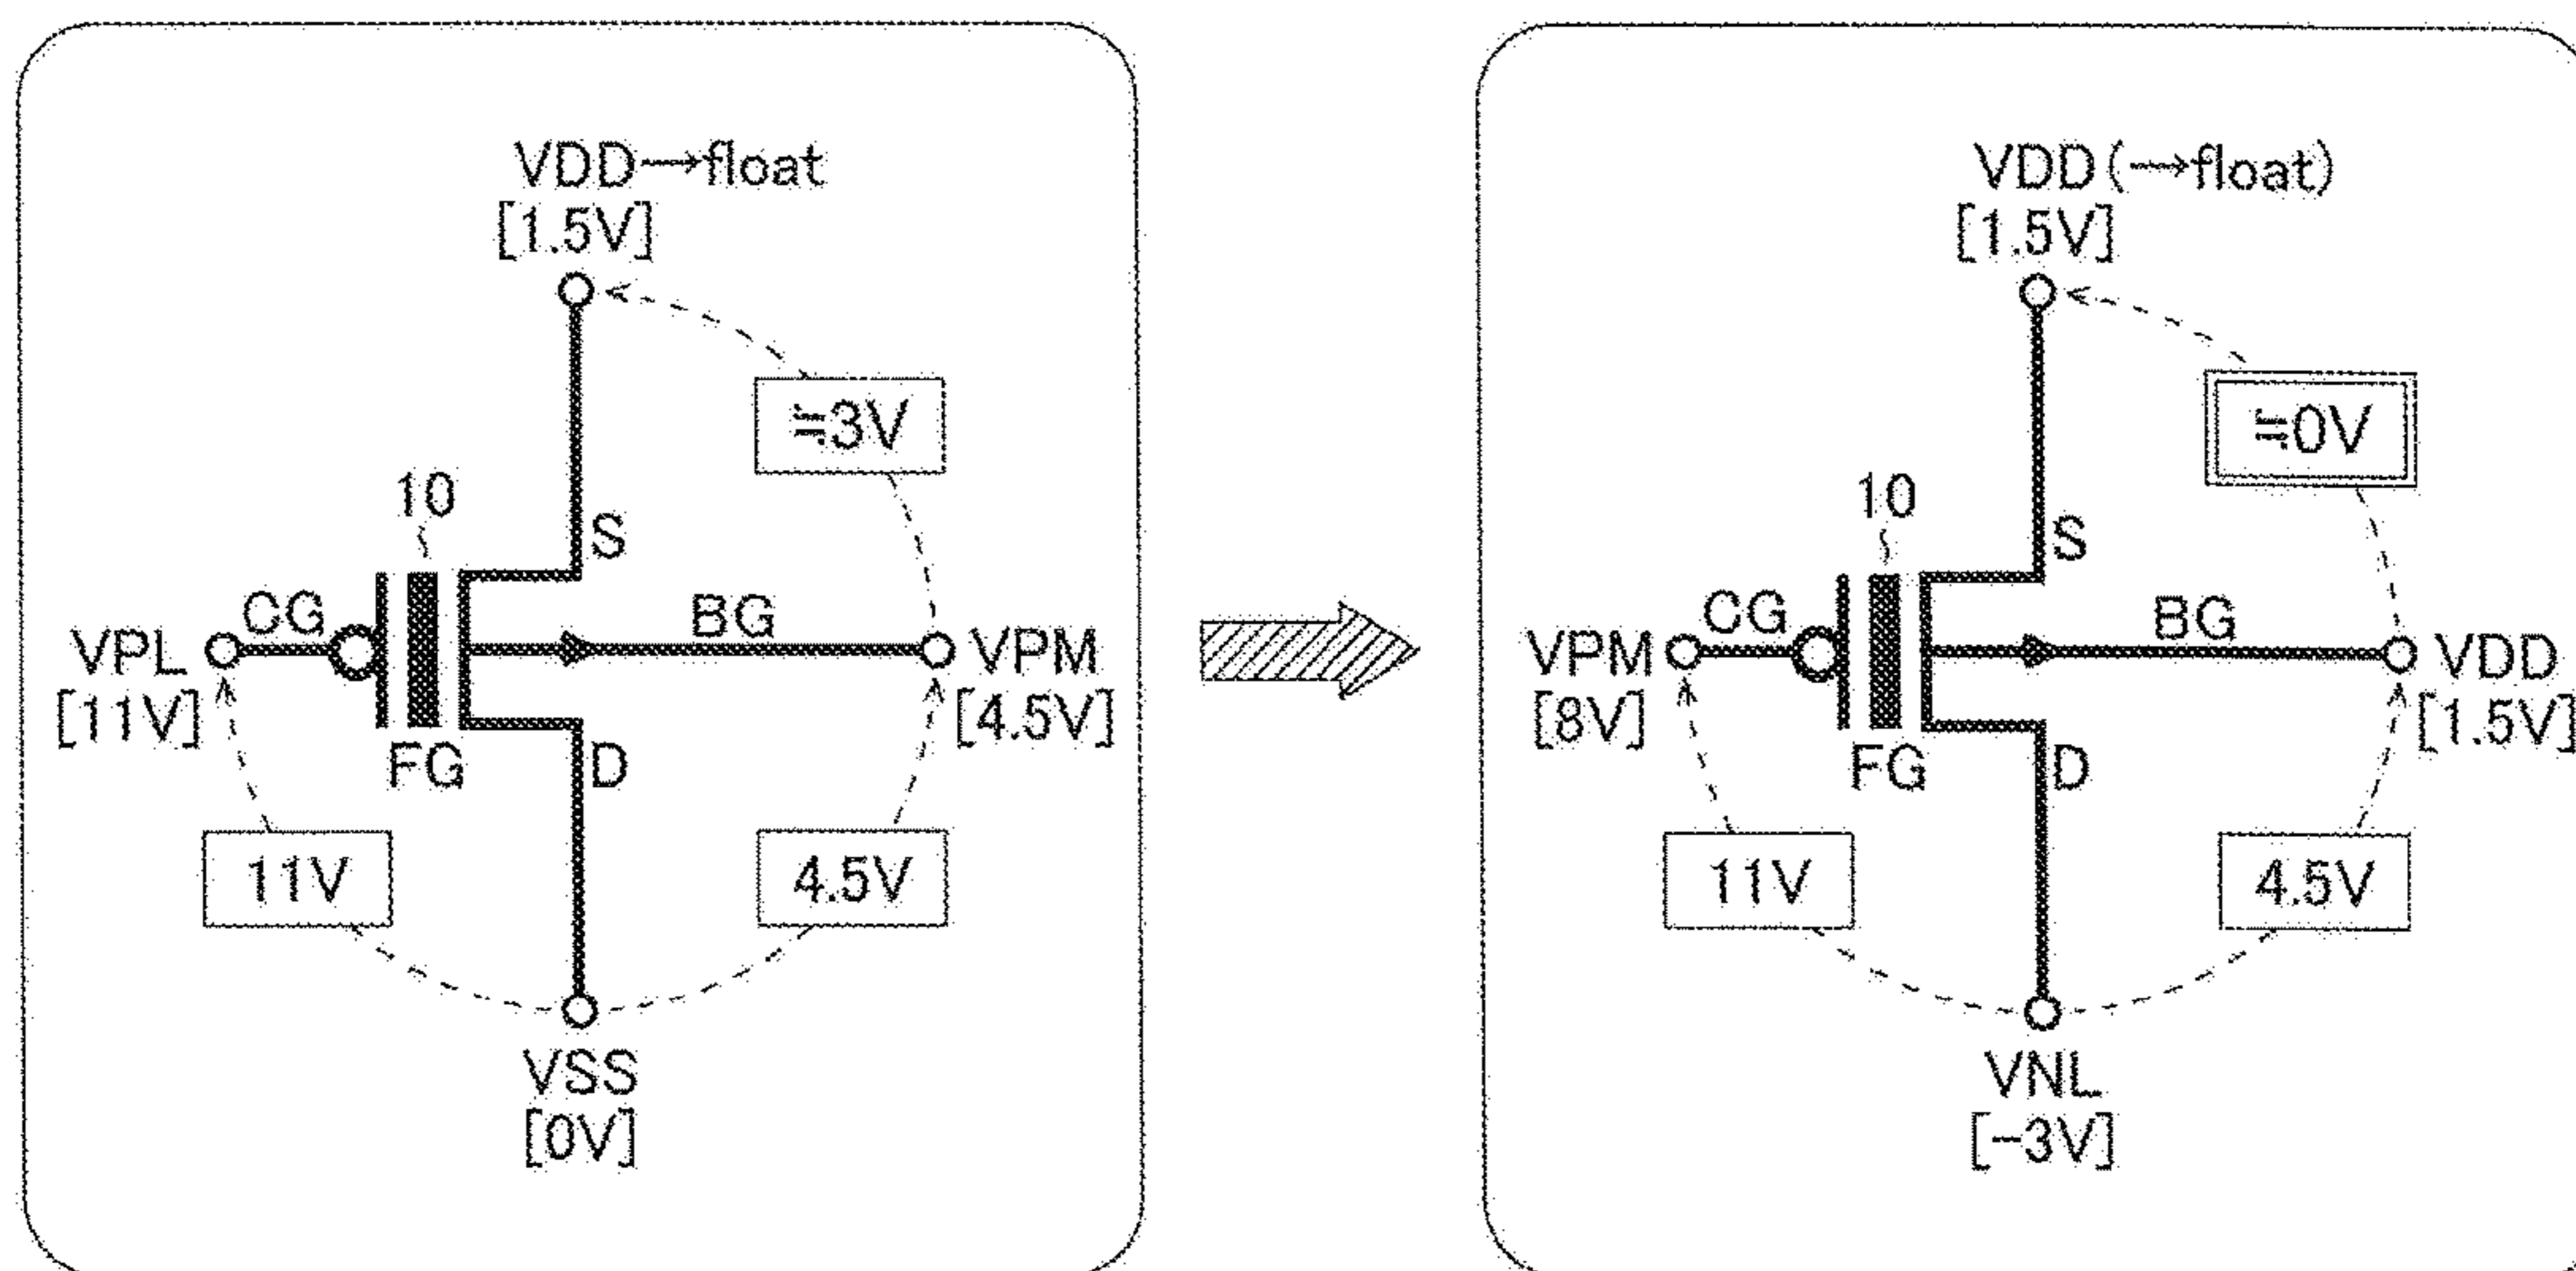 VDD→float
[1.5V]
≒3V
10
S
CG
BG
VPL
[11V]
VPM
[4.5V]
FG
D
11V
4.5V
VSS
[0V]
VDD(→float)
[1.5V]
≒0V
10
S
CG
BG
VPM
[8V]
VDD
[1.5V]
FG
D
11V
4.5V
VNL
[-3V]